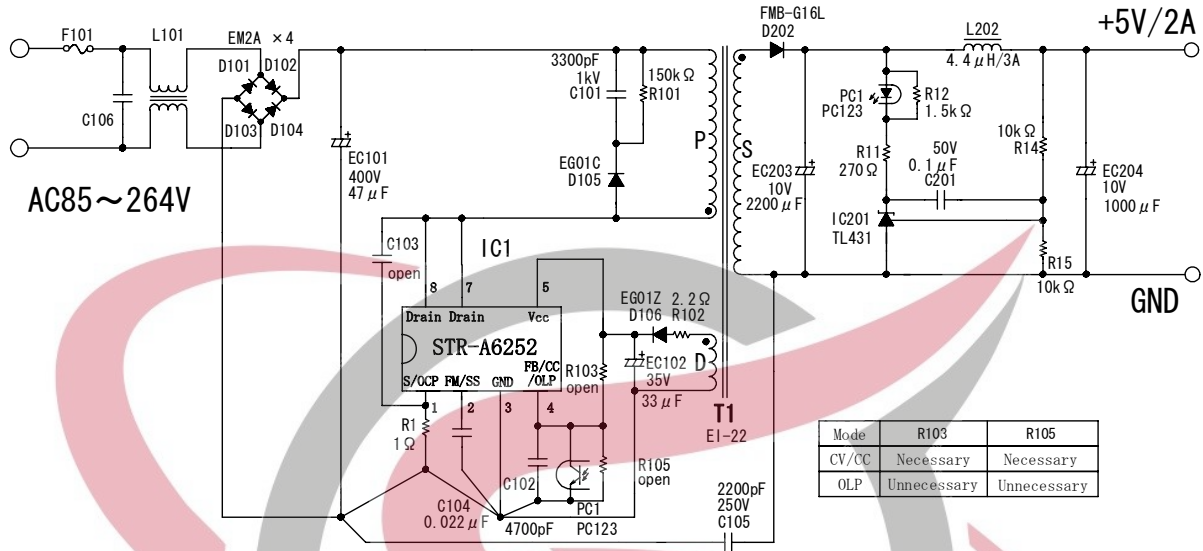 F101
L101
EM2A ×4
D101
D102
D103
D104
C106
AC85～264V
EC101
400V
47μF
3300pF
1kV
C101
150kΩ
R101
EG01C
D105
P
S
FMB-G16L
D202
L202
4.4μH/3A
+5V/2A
PC1
PC123
R12
1.5kΩ
R11
270Ω
50V
0.1μF
C201
10kΩ
R14
EC203
10V
2200μF
EC204
10V
1000μF
IC201
TL431
R15
10kΩ
GND
C103
open
IC1
8
7
5
Drain
Drain
Vcc
STR-A6252
S/OCP
FM/SS
GND
FB/CC
/OLP
1
2
3
4
R1
1Ω
EG01Z
D106
2.2Ω
R102
R103
open
EC102
35V
33μF
D
T1
EI-22
C104
0.022μF
C102
4700pF
PC1
PC123
R105
open
2200pF
250V
C105
Mode R103 R105
CV/CC Necessary Necessary
OLP Unnecessary Unnecessary